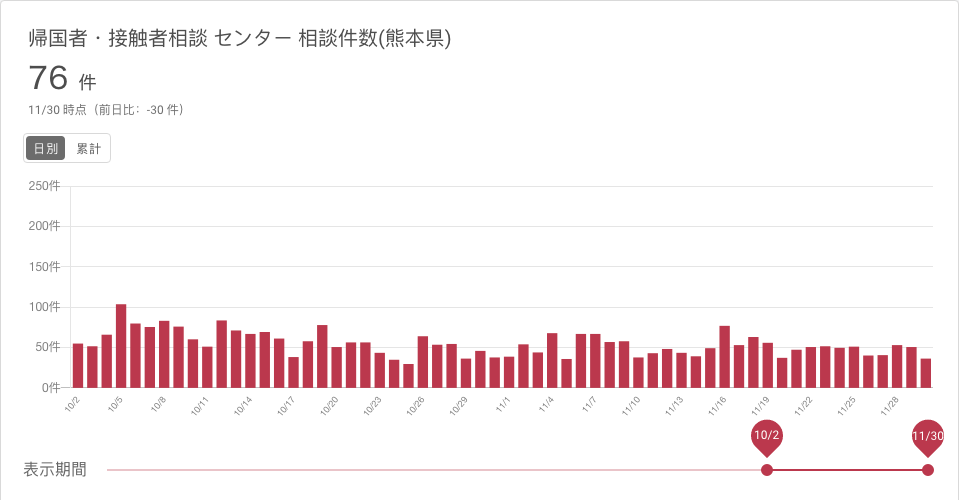 帰国者・接触者相談 センター 相談件数(熊本県)
76 件
11/30 時点（前日比: -30 件）
日別 累計
250件
200件
150件
100件
50件
0件
10/2 10/5 10/8 10/11 10/14 10/17 10/20 10/23 10/26 10/29 11/1 11/4 11/7 11/10 11/13 11/16 11/19 11/22 11/25 11/28
10/2 11/30
表示期間